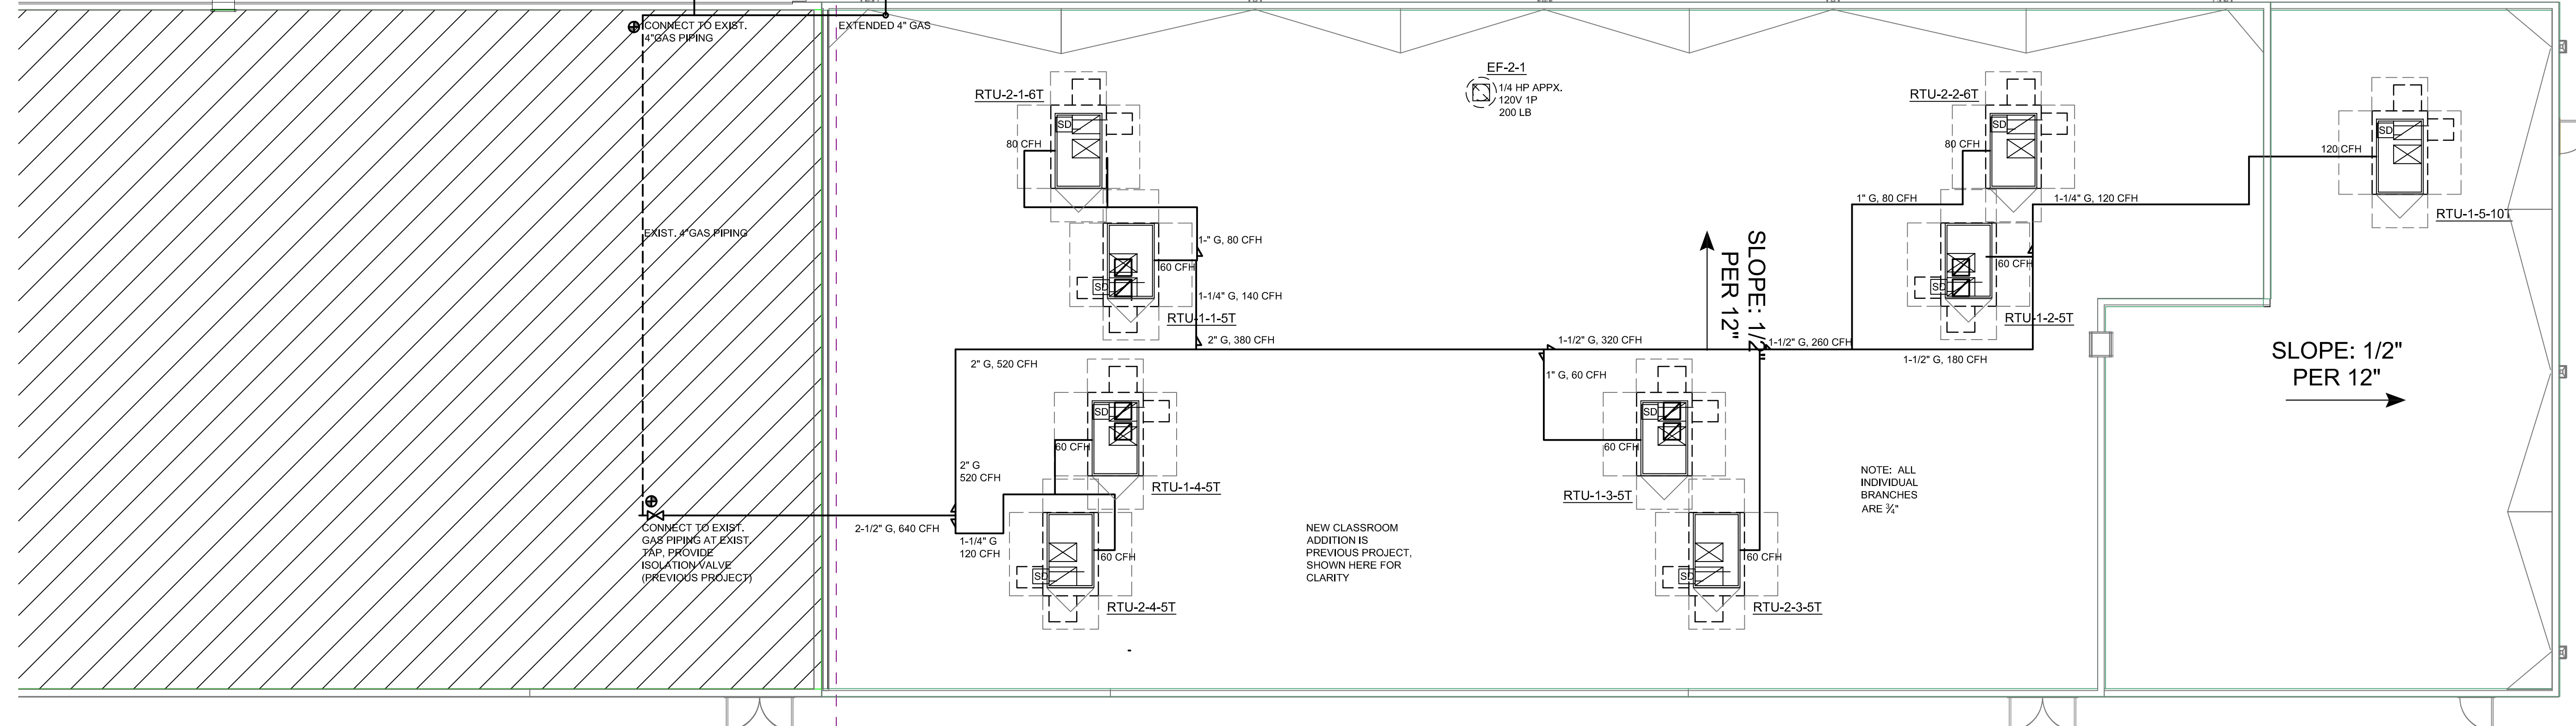 CONNECT TO EXIST.
4"GAS PIPING
EXTENDED 4" GAS
EF-2-1
1/4 HP APPX.
120V 1P
200 LB
RTU-2-1-6T
SD
80 CFH
RTU-2-2-6T
SD
80 CFH
SD
120 CFH
RTU-1-5-10T
1" G, 80 CFH
1-1/4" G, 120 CFH
EXIST. 4"GAS PIPING
1-" G, 80 CFH
60 CFH
SD
1-1/4" G, 140 CFH
RTU-1-1-5T
SLOPE: 1/2"
PER 12"
60 CFH
SD
RTU-1-2-5T
2" G, 380 CFH
1-1/2" G, 320 CFH
1-1/2" G, 260 CFH
1-1/2" G, 180 CFH
SLOPE: 1/2"
PER 12"
2" G, 520 CFH
1" G, 60 CFH
SD
60 CFH
RTU-1-4-5T
SD
60 CFH
RTU-1-3-5T
2" G
520 CFH
NOTE: ALL
INDIVIDUAL
BRANCHES
ARE ¾"
2-1/2" G, 640 CFH
CONNECT TO EXIST.
GAS PIPING AT EXIST.
TAP, PROVIDE
ISOLATION VALVE
(PREVIOUS PROJECT)
1-1/4" G
120 CFH
60 CFH
SD
RTU-2-4-5T
NEW CLASSROOM
ADDITION IS
PREVIOUS PROJECT,
SHOWN HERE FOR
CLARITY
60 CFH
SD
RTU-2-3-5T